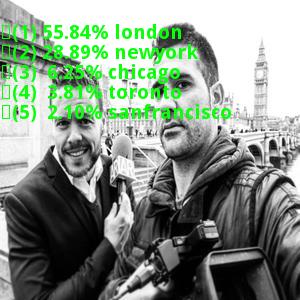 (1) 55.84% london
(2) 28.89% newyork
(3) 6.25% chicago
(4) 3.81% toronto
(5) 2.10% sanfrancisco